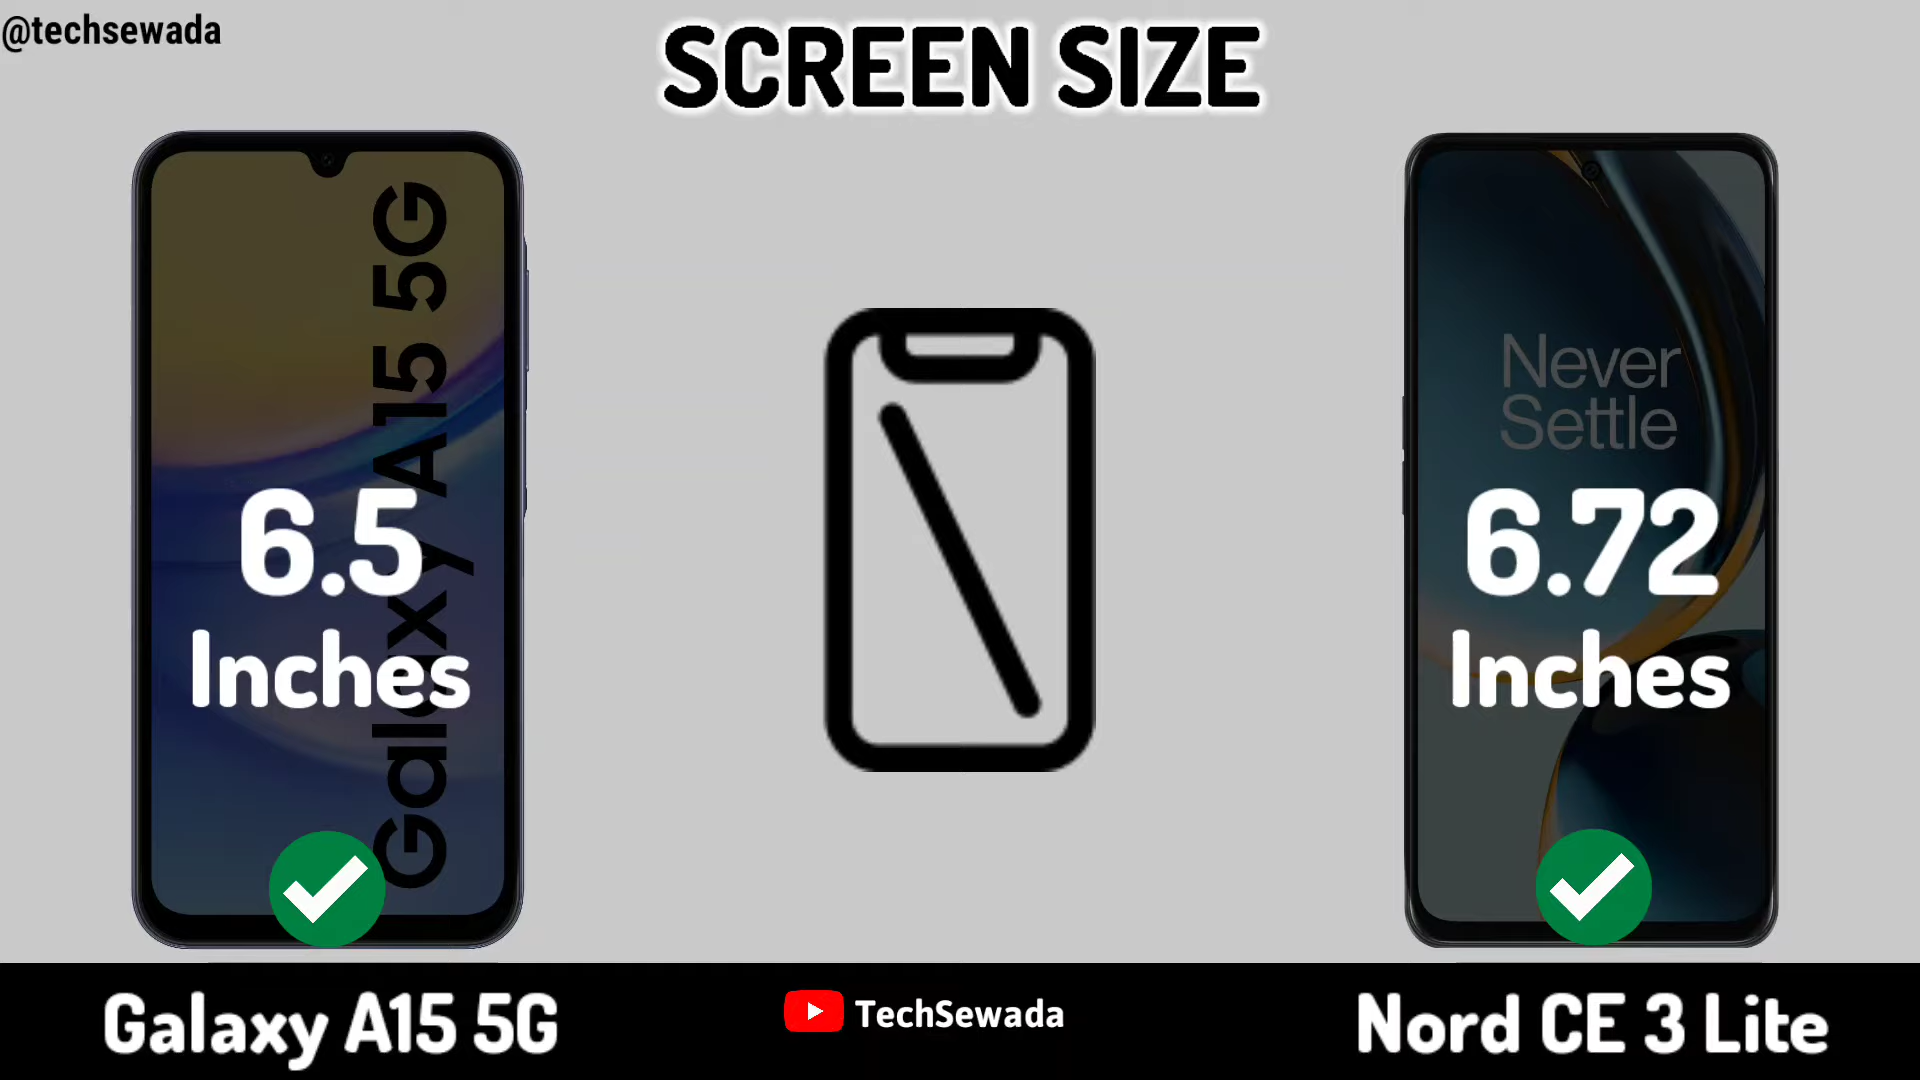 @techsewada
SCREEN SIZE
Galaxy A15 5G
6.5
Inches
Never
Settle
6.72
Inches
Galaxy A15 5G
TechSewada
Nord CE 3 Lite